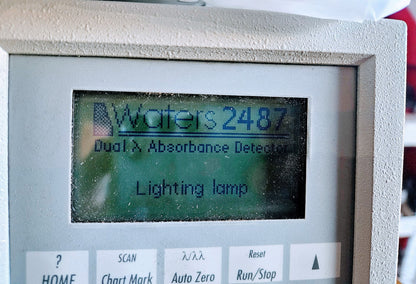 Waters 2487
Dual λ Absorbance Detector
Lighting lamp
? SCAN λ/λλ Reset
HOME Chart Mark Auto Zero Run/Stop ▲